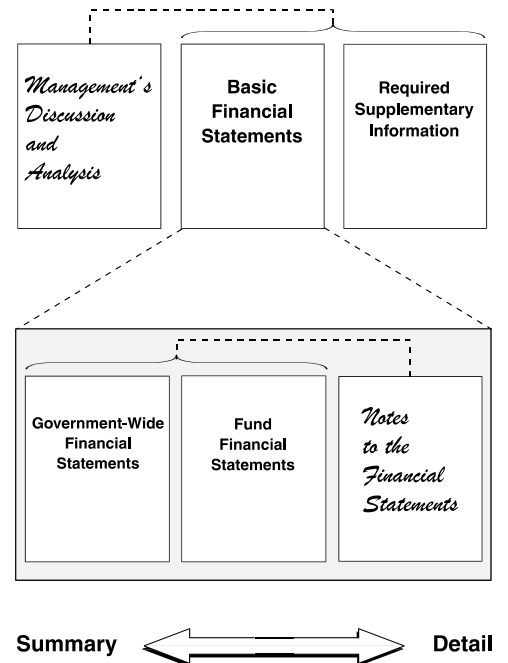 Management's
Discussion
and
Analysis
Basic
Financial
Statements
Required
Supplementary
Information
Government-Wide
Financial
Statements
Fund
Financial
Statements
Notes
to the
Financial
Statements
Summary
Detail